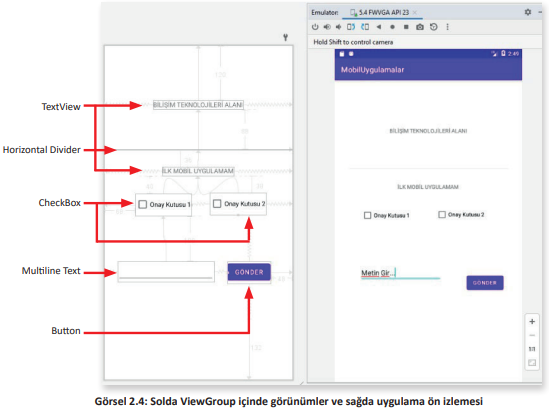 Emulator:
5.4 FWVGA API 23
Hold Shift to control camera
2:49
MobilUygulamalar
TextView
BİLİŞİM TEKNOLOJİLERİ ALANI
BİLİŞİM TEKNOLOJİLERİ ALANI
Horizontal Divider
İLK MOBİL UYGULAMAM
İLK MOBİL UYGULAMAM
CheckBox
Onay Kutusu 1
Onay Kutusu 2
Onay Kutusu 1
Onay Kutusu 2
Multiline Text
GÖNDER
Metin Gir...
GÖNDER
Button
1:1
Görsel 2.4: Solda ViewGroup içinde görünümler ve sağda uygulama ön izlemesi